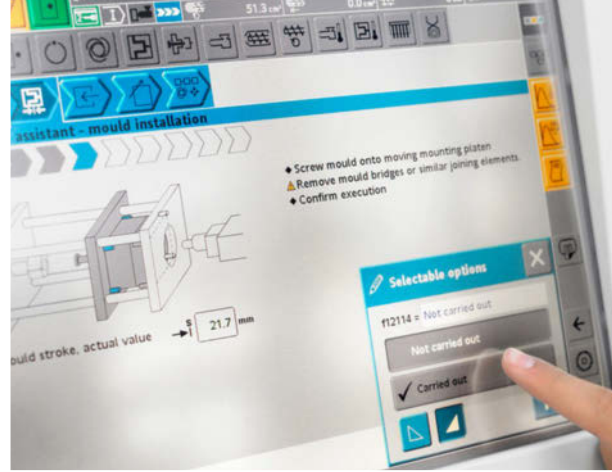 51.3 cm³
0.0 cm³
assistant - mould installation
◆ Screw mould onto moving mounting platen
⚠ Remove mould bridges or similar joining elements.
◆ Confirm execution
Selectable options
f12114 = Not carried out
Not carried out
✓ Carried out
ould stroke, actual value
s
21.7 mm